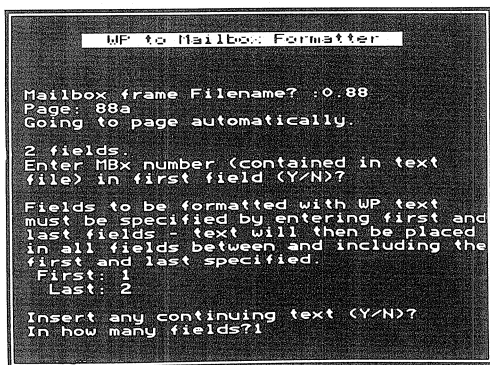 WP to Mailbox Formatter
Mailbox frame Filename? :0.88
Page: 88a
Going to page automatically.
2 fields.
Enter MBx number (contained in text
file) in first field (Y/N)?
Fields to be formatted with WP text
must be specified by entering first and
last fields - text will then be placed
in all fields between and including the
first and last specified.
First: 1
Last: 2
Insert any continuing text (Y/N)?
In how many fields?1